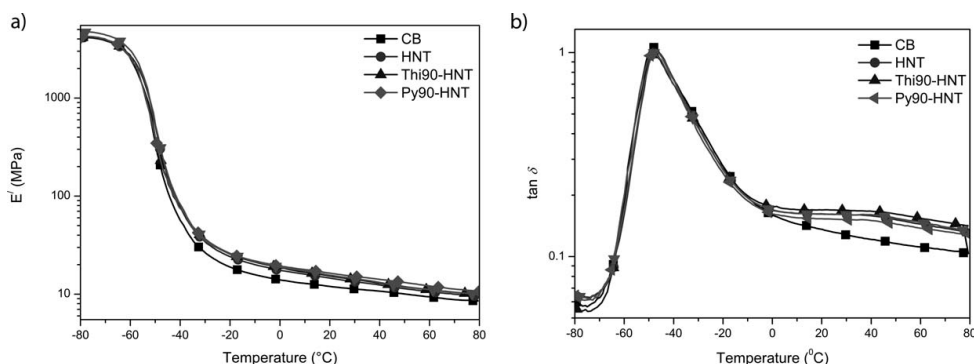 a)
CB
HNT
Thi90-HNT
Py90-HNT
1000
100
10
E′ (MPa)
-80 -60 -40 -20 0 20 40 60 80
Temperature (°C)
b)
CB
HNT
Thi90-HNT
Py90-HNT
1
0.1
tan δ
-80 -60 -40 -20 0 20 40 60 80
Temperature (⁰C)